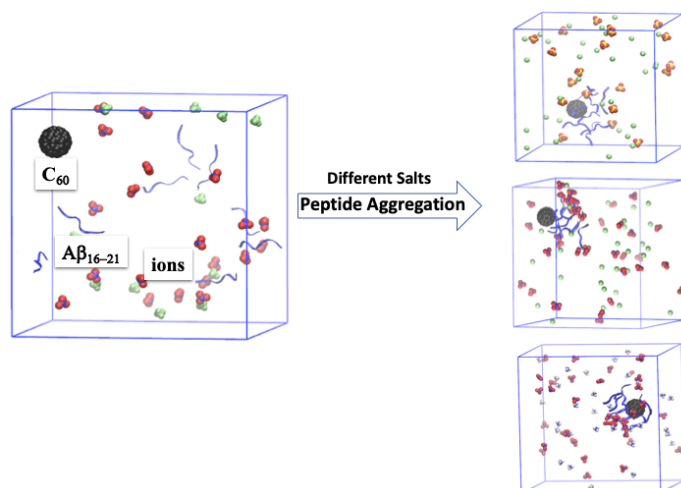 C₆₀
Aβ₁₆₋₂₁
ions
Different Salts
Peptide Aggregation